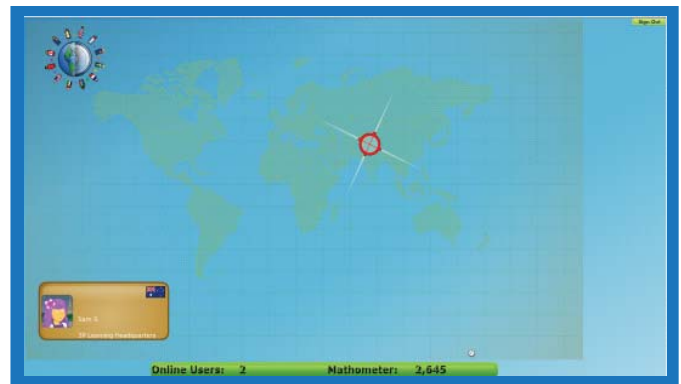 Sign Out
Sam S
3P Learning Headquarters
Online Users: 2 Mathometer: 2,645